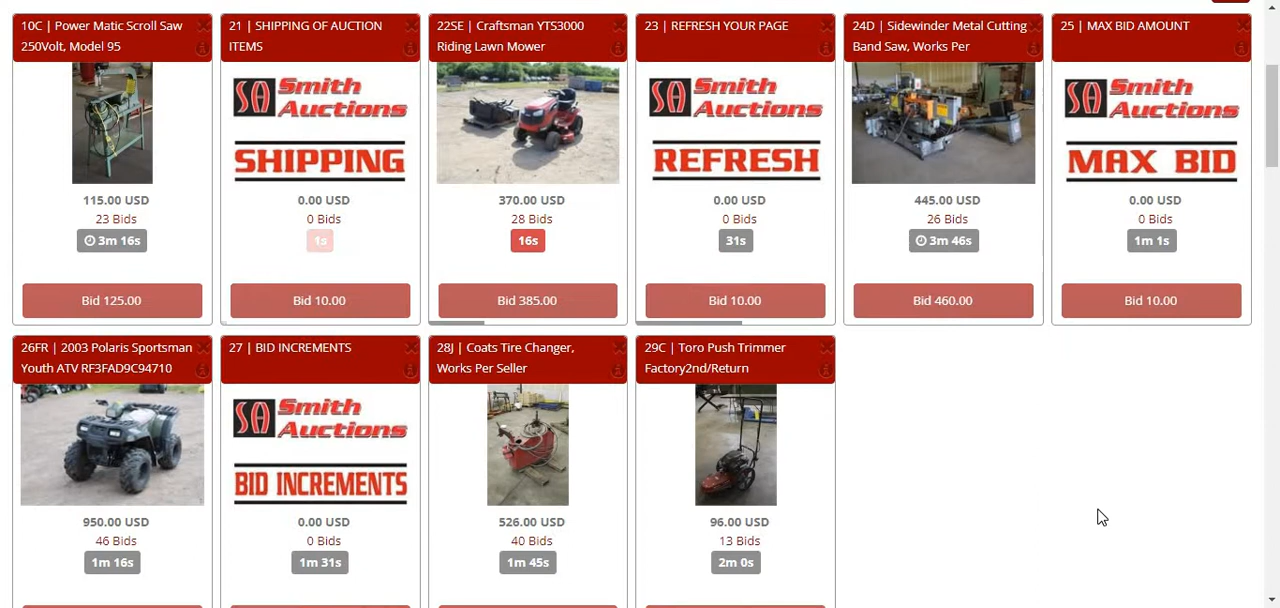 10C | Power Matic Scroll Saw
250Volt, Model 95
115.00 USD
23 Bids
3m 16s
Bid 125.00
21 | SHIPPING OF AUCTION
ITEMS
SA Smith
Auctions
SHIPPING
0.00 USD
0 Bids
1s
Bid 10.00
22SE | Craftsman YTS3000
Riding Lawn Mower
370.00 USD
28 Bids
16s
Bid 385.00
23 | REFRESH YOUR PAGE
SA Smith
Auctions
REFRESH
0.00 USD
0 Bids
31s
Bid 10.00
24D | Sidewinder Metal Cutting
Band Saw, Works Per
445.00 USD
26 Bids
3m 46s
Bid 460.00
25 | MAX BID AMOUNT
SA Smith
Auctions
MAX BID
0.00 USD
0 Bids
1m 1s
Bid 10.00
26FR | 2003 Polaris Sportsman
Youth ATV RF3FAD9C94710
950.00 USD
46 Bids
1m 16s
27 | BID INCREMENTS
SA Smith
Auctions
BID INCREMENTS
0.00 USD
0 Bids
1m 31s
28J | Coats Tire Changer,
Works Per Seller
526.00 USD
40 Bids
1m 45s
29C | Toro Push Trimmer
Factory2nd/Return
96.00 USD
13 Bids
2m 0s